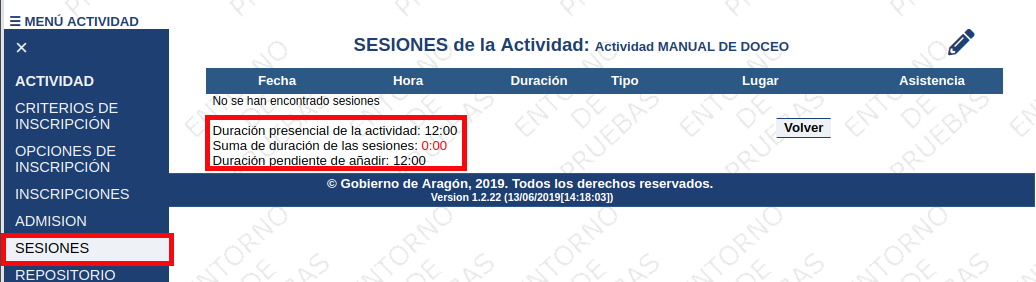 ☰ MENÚ ACTIVIDAD
×
ACTIVIDAD
CRITERIOS DE
INSCRIPCIÓN
OPCIONES DE
INSCRIPCIÓN
INSCRIPCIONES
ADMISION
SESIONES
REPOSITORIO
SESIONES de la Actividad: Actividad MANUAL DE DOCEO
Fecha Hora Duración Tipo Lugar Asistencia
No se han encontrado sesiones
Duración presencial de la actividad: 12:00
Suma de duración de las sesiones: 0:00
Duración pendiente de añadir: 12:00
Volver
© Gobierno de Aragón, 2019. Todos los derechos reservados.
Version 1.2.22 (13/06/2019[14:18:03])
ENTORNO
DE
PRUEBAS